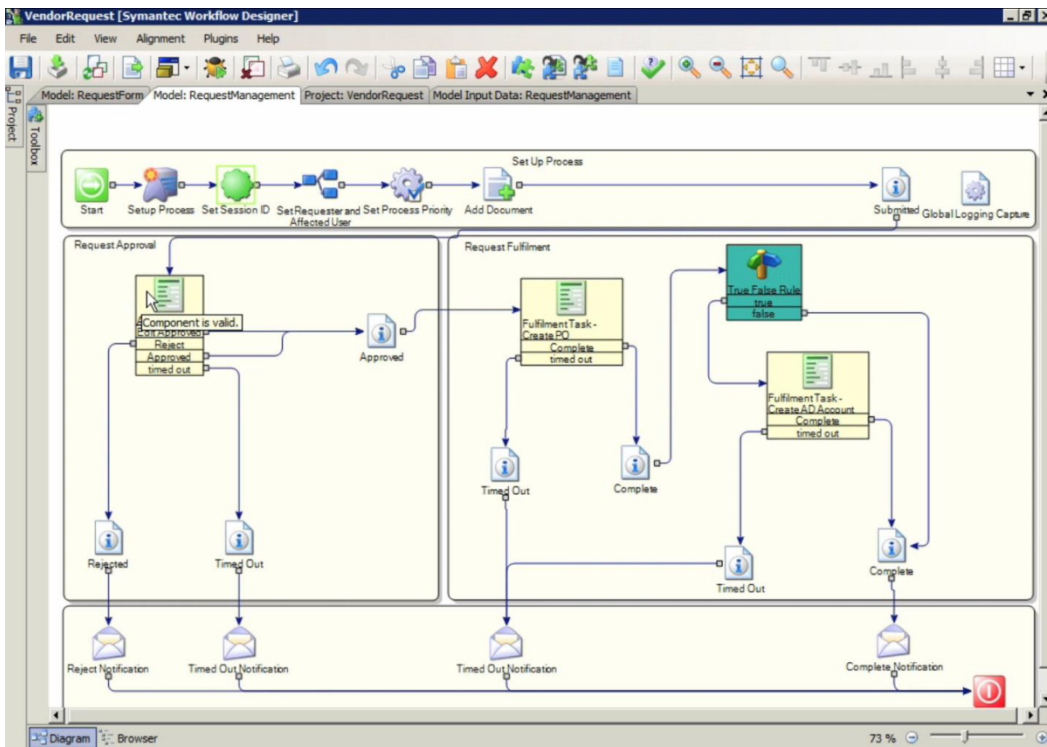 VendorRequest [Symantec Workflow Designer]
File Edit View Alignment Plugins Help
Model: RequestForm Model: RequestManagement Project: VendorRequest Model Input Data: RequestManagement
Project
Toolbox
Set Up Process
Start
Setup Process
Set Session ID
Set Requester and
Affected User
Set Process Priority
Add Document
Submitted
Global Logging Capture
Request Approval
Component is valid.
Edit Approved
Reject
Approved
timed out
Approved
Rejected
Timed Out
Request Fulfilment
Fulfilment Task -
Create PO
Complete
timed out
Timed Out
Complete
True False Rule
true
false
Fulfilment Task -
Create AD Account
Complete
timed out
Timed Out
Complete
Reject Notification
Timed Out Notification
Timed Out Notification
Complete Notification
Diagram Browser
73 %